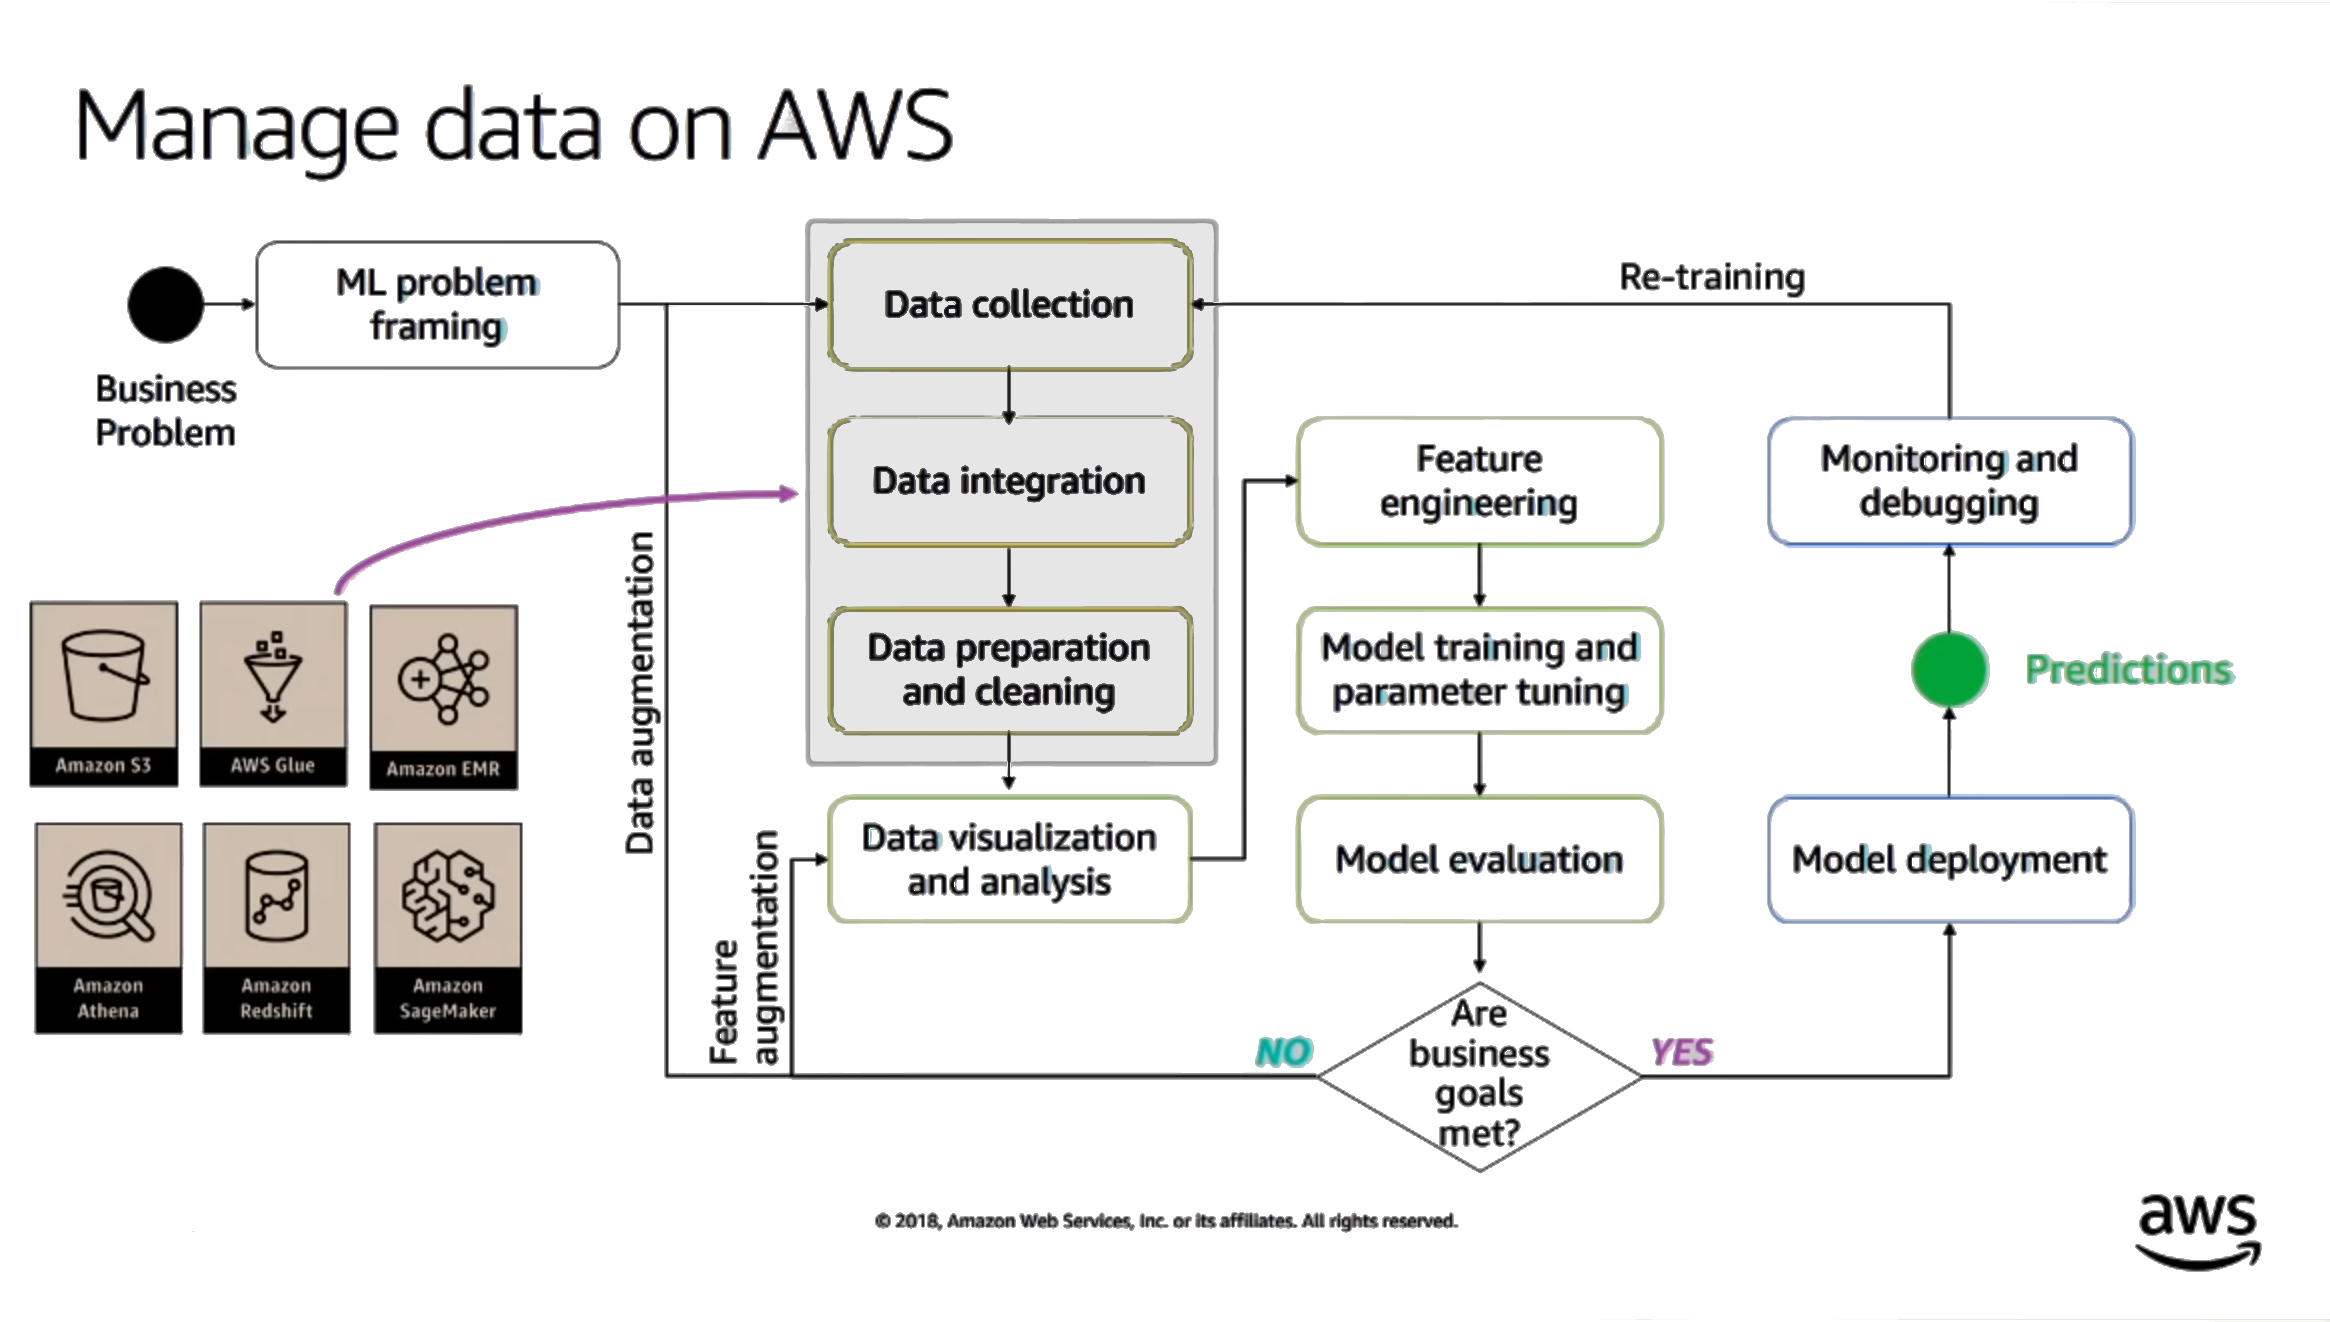 Manage data on AWS
Business
Problem
ML problem
framing
Data collection
Data integration
Data preparation
and cleaning
Data visualization
and analysis
Feature
engineering
Model training and
parameter tuning
Model evaluation
Are
business
goals
met?
NO
YES
Data augmentation
Feature
augmentation
Model deployment
Predictions
Monitoring and
debugging
Re-training
Amazon S3
AWS Glue
Amazon EMR
Amazon
Athena
Amazon
Redshift
Amazon
SageMaker
© 2018, Amazon Web Services, Inc. or its affiliates. All rights reserved.
aws